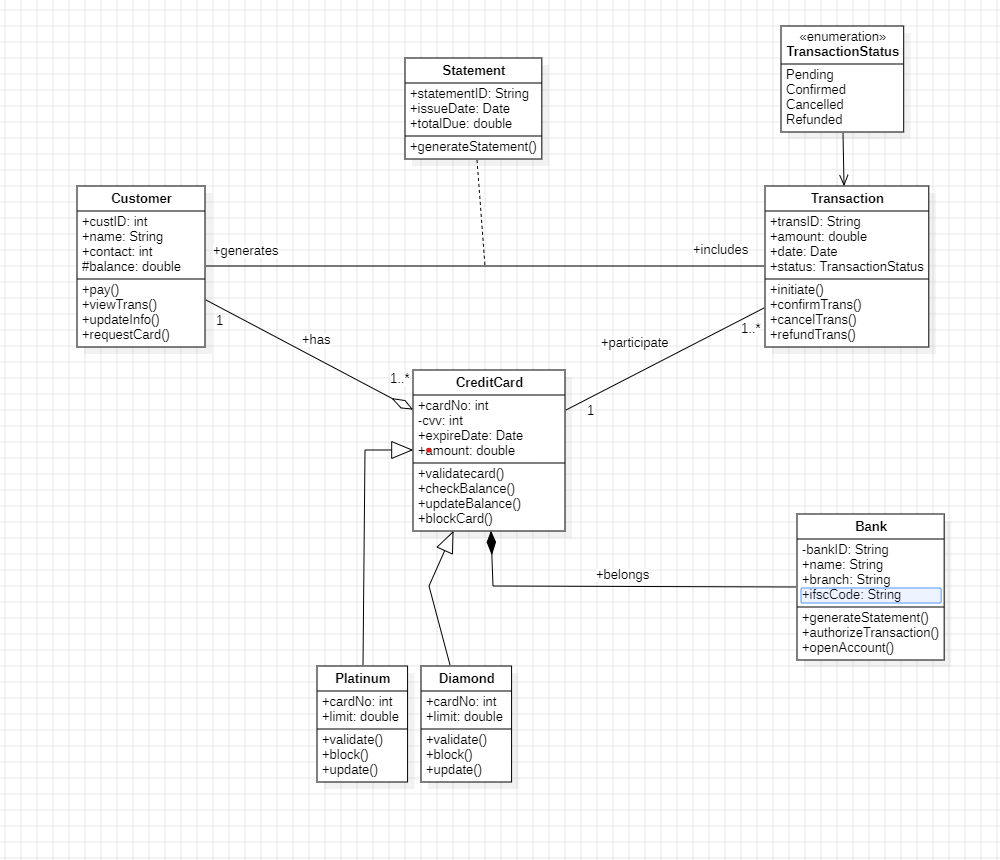 «enumeration»
TransactionStatus
Pending
Confirmed
Cancelled
Refunded
Statement
+statementID: String
+issueDate: Date
+totalDue: double
+generateStatement()
Customer
+custID: int
+name: String
+contact: int
#balance: double
+pay()
+viewTrans()
+updateInfo()
+requestCard()
+generates
+includes
Transaction
+transID: String
+amount: double
+date: Date
+status: TransactionStatus
+initiate()
+confirmTrans()
+cancelTrans()
+refundTrans()
1
+has
1..*
+participate
1..*
1
CreditCard
+cardNo: int
-cvv: int
+expireDate: Date
+amount: double
+validatecard()
+checkBalance()
+updateBalance()
+blockCard()
+belongs
Bank
-bankID: String
+name: String
+branch: String
+ifscCode: String
+generateStatement()
+authorizeTransaction()
+openAccount()
Platinum
+cardNo: int
+limit: double
+validate()
+block()
+update()
Diamond
+cardNo: int
+limit: double
+validate()
+block()
+update()